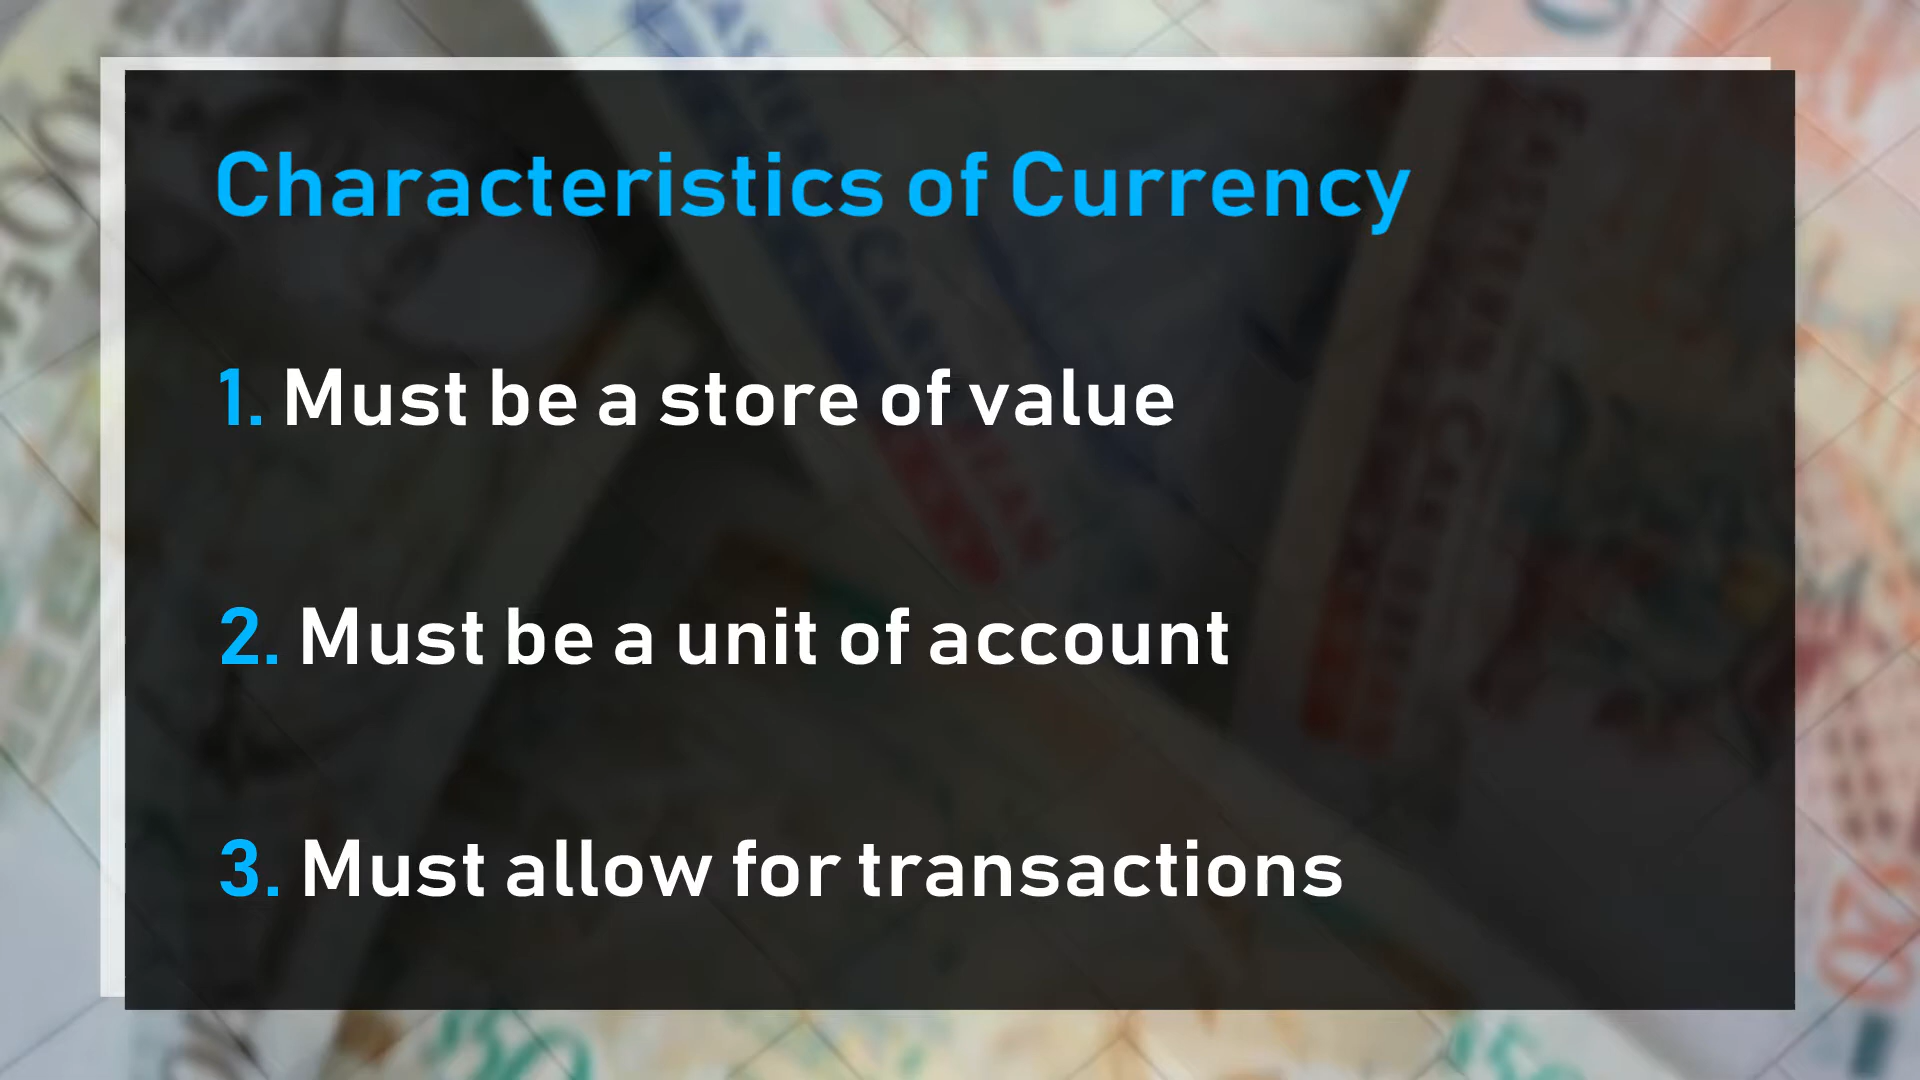 Characteristics of Currency
1. Must be a store of value
2. Must be a unit of account
3. Must allow for transactions